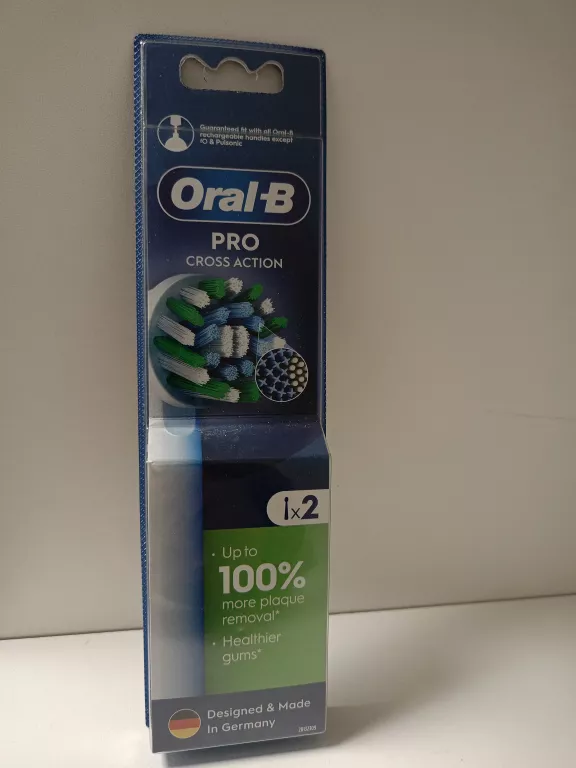 Guaranteed fit with all Oral-B
rechargeable handles except
iO & Pulsonic
Oral-B
PRO
CROSS ACTION
x2
• Up to
100%
more plaque
removal*
• Healthier
gums*
Designed & Made
In Germany